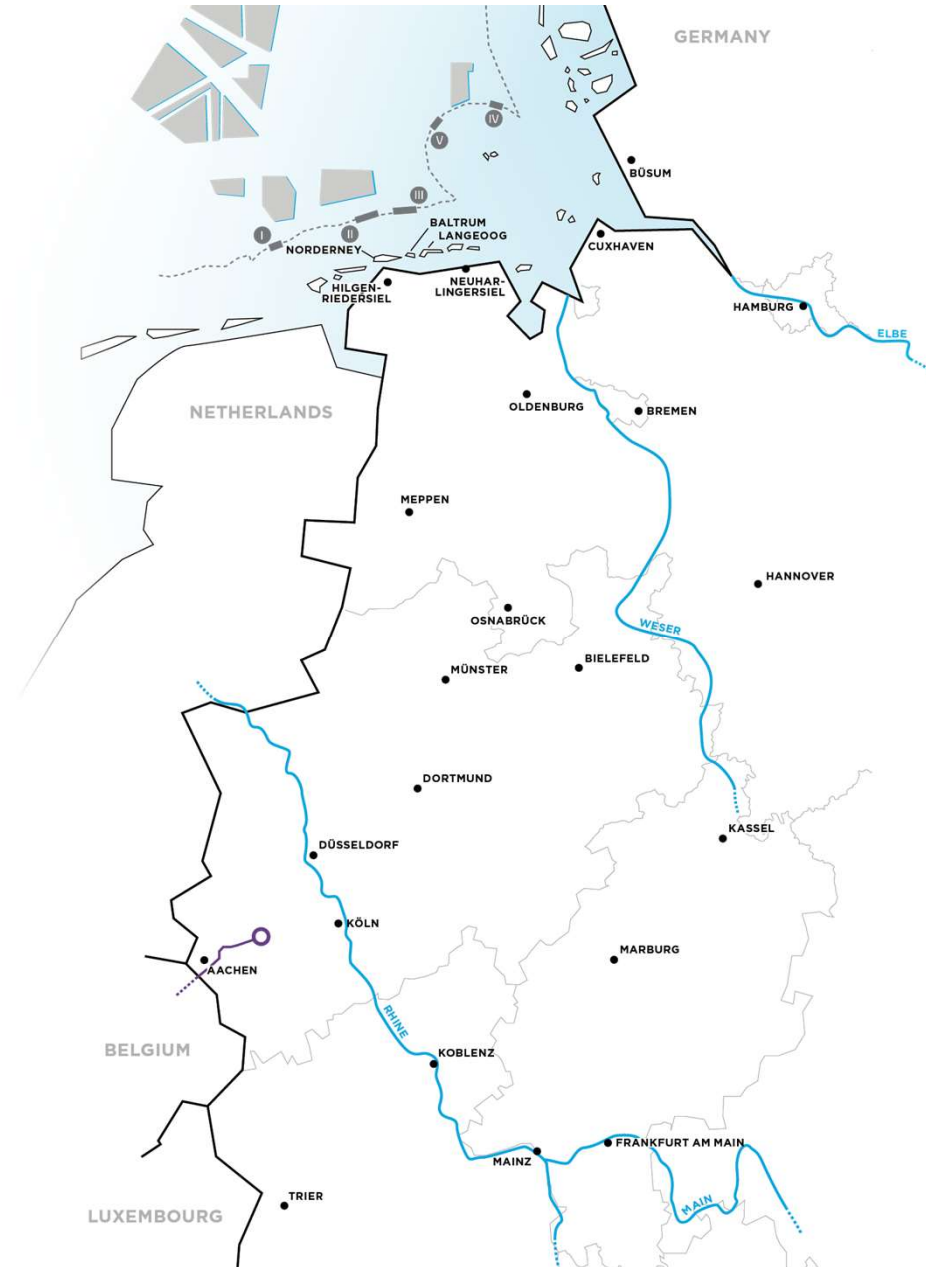 GERMANY
IV
V
BÜSUM
III
I
II
BALTRUM
LANGEOOG
NORDERNEY
CUXHAVEN
HILGEN-
RIEDERSIEL
NEUHAR-
LINGERSIEL
HAMBURG
ELBE
NETHERLANDS
OLDENBURG
BREMEN
MEPPEN
HANNOVER
OSNABRÜCK
WESER
BIELEFELD
MÜNSTER
DORTMUND
KASSEL
DÜSSELDORF
KÖLN
MARBURG
AACHEN
RHINE
BELGIUM
KOBLENZ
FRANKFURT AM MAIN
MAINZ
TRIER
MAIN
LUXEMBOURG